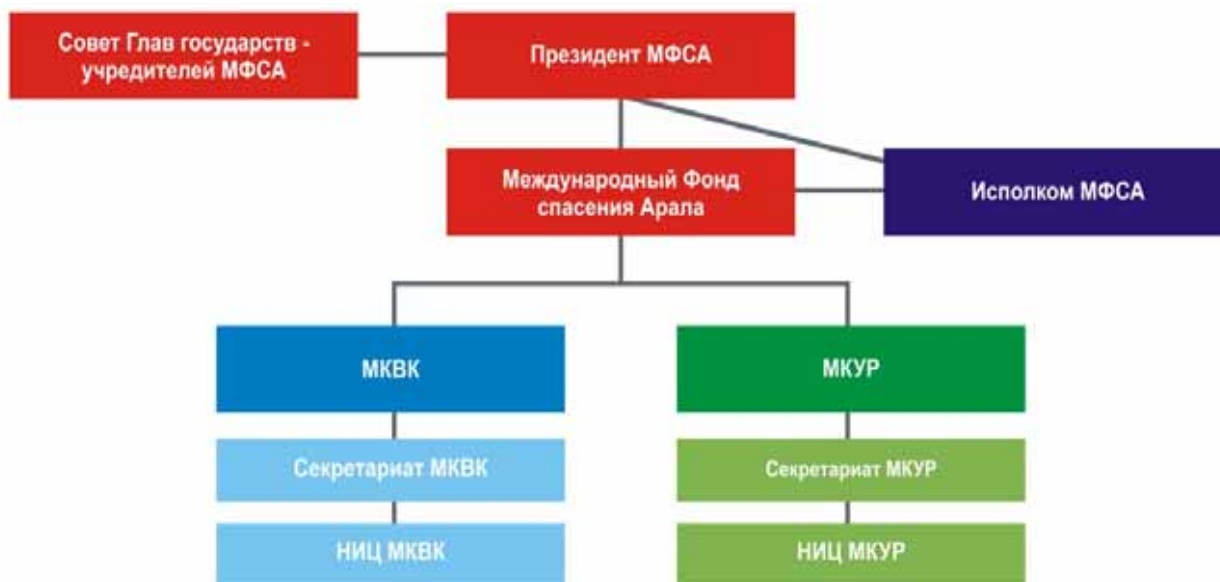 Совет Глав государств -
учредителей МФСА
Президент МФСА
Международный Фонд
спасения Арала
Исполком МФСА
МКВК
МКУР
Секретариат МКВК
Секретариат МКУР
НИЦ МКВК
НИЦ МКУР